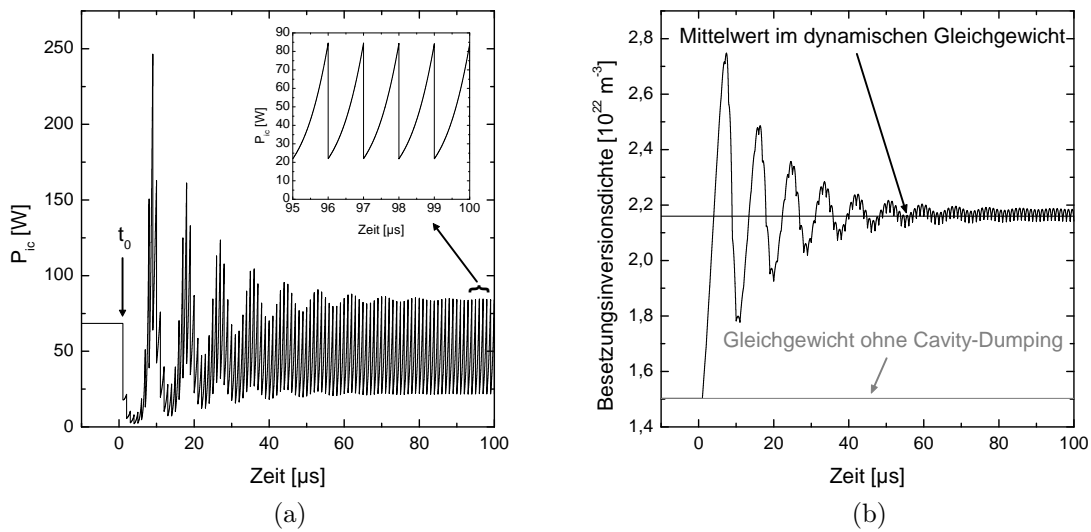 a)
b)
P_ic [W]
250
200
150
100
50
0
t_0
P_ic [W]
90
80
70
60
50
40
30
20
10
0
95 96 97 98 99 100
Zeit [µs]
0 20 40 60 80 100
Zeit [µs]
(a)
Besetzungsinversionsdichte [10^22 m^-3]
2,8
2,6
2,4
2,2
2,0
1,8
1,6
1,4
Mittelwert im dynamischen Gleichgewicht
Gleichgewicht ohne Cavity-Dumping
0 20 40 60 80 100
Zeit [µs]
(b)